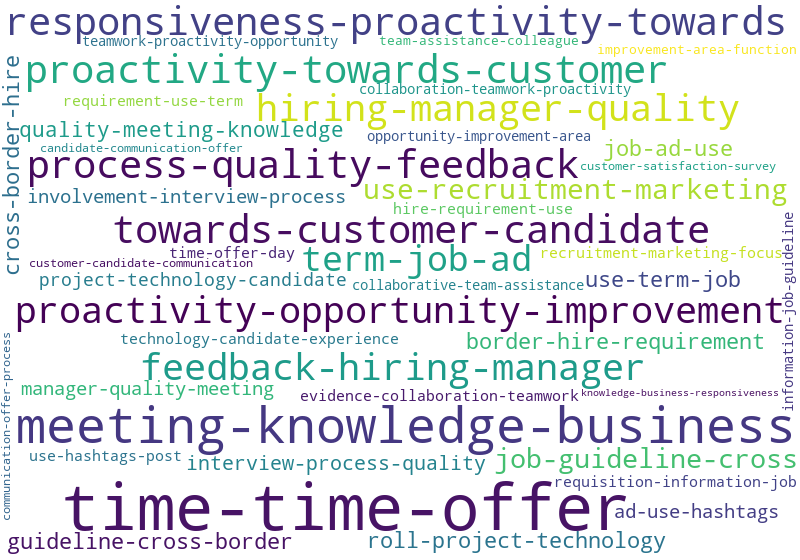 responsiveness-proactivity-towards
teamwork-proactivity-opportunity
team-assistance-colleague
improvement-area-function
cross-border-hire
proactivity-towards-customer
collaboration-teamwork-proactivity
requirement-use-term
hiring-manager-quality
quality-meeting-knowledge
opportunity-improvement-area
job-ad-use
candidate-communication-offer
process-quality-feedback
customer-satisfaction-survey
involvement-interview-process
use-recruitment-marketing
hire-requirement-use
towards-customer-candidate
information-job-guideline
time-offer-day
term-job-ad
recruitment-marketing-focus
customer-candidate-communication
project-technology-candidate
collaborative-team-assistance
use-term-job
proactivity-opportunity-improvement
communication-offer-process
technology-candidate-experience
border-hire-requirement
feedback-hiring-manager
manager-quality-meeting
evidence-collaboration-teamwork
knowledge-business-responsiveness
meeting-knowledge-business
use-hashtags-post
interview-process-quality
job-guideline-cross
requisition-information-job
time-time-offer
ad-use-hashtags
guideline-cross-border
roll-project-technology